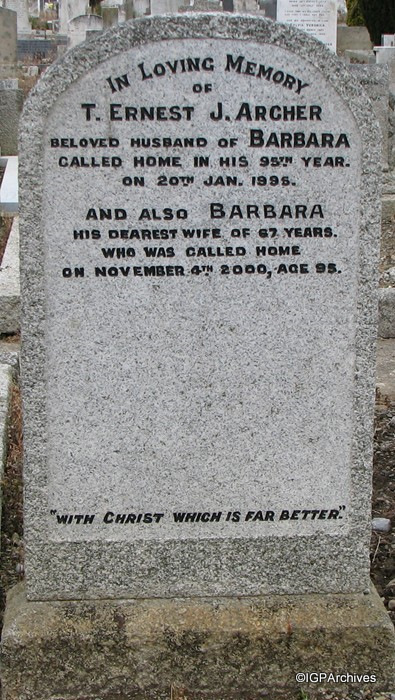 In Loving Memory
OF
T. Ernest J. Archer
BELOVED HUSBAND OF BARBARA
CALLED HOME IN HIS 95TH YEAR.
ON 20TH JAN. 1995.
AND ALSO BARBARA
HIS DEAREST WIFE OF 67 YEARS.
WHO WAS CALLED HOME
ON NOVEMBER 4TH 2000, AGE 95.
"WITH CHRIST WHICH IS FAR BETTER."
©IGPArchives